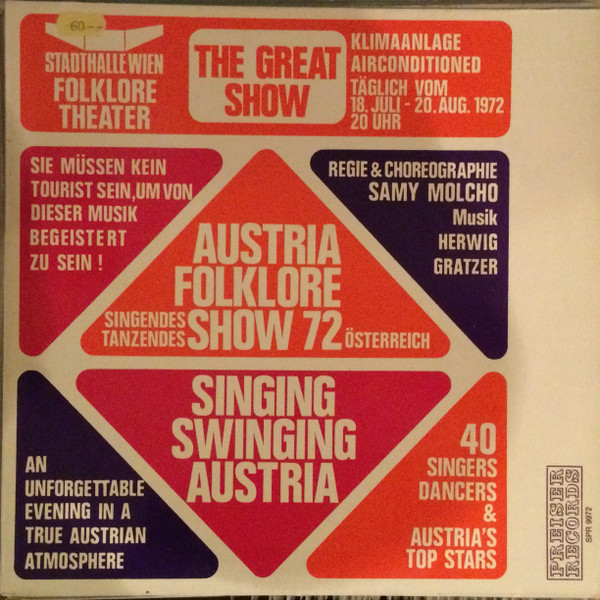 60.--
STADTHALLE WIEN
FOLKLORE
THEATER
THE GREAT
SHOW
KLIMAANLAGE
AIRCONDITIONED
TÄGLICH VOM
18. JULI - 20. AUG. 1972
20 UHR
SIE MÜSSEN KEIN
TOURIST SEIN, UM VON
DIESER MUSIK
BEGEISTERT
ZU SEIN !
REGIE & CHOREOGRAPHIE
SAMY MOLCHO
Musik
HERWIG
GRATZER
AUSTRIA
FOLKLORE
SHOW 72
SINGENDES
TANZENDES
ÖSTERREICH
SINGING
SWINGING
AUSTRIA
AN
UNFORGETTABLE
EVENING IN A
TRUE AUSTRIAN
ATMOSPHERE
40
SINGERS
DANCERS
&
AUSTRIA'S
TOP STARS
PREISER
RECORDS
SPR 9972